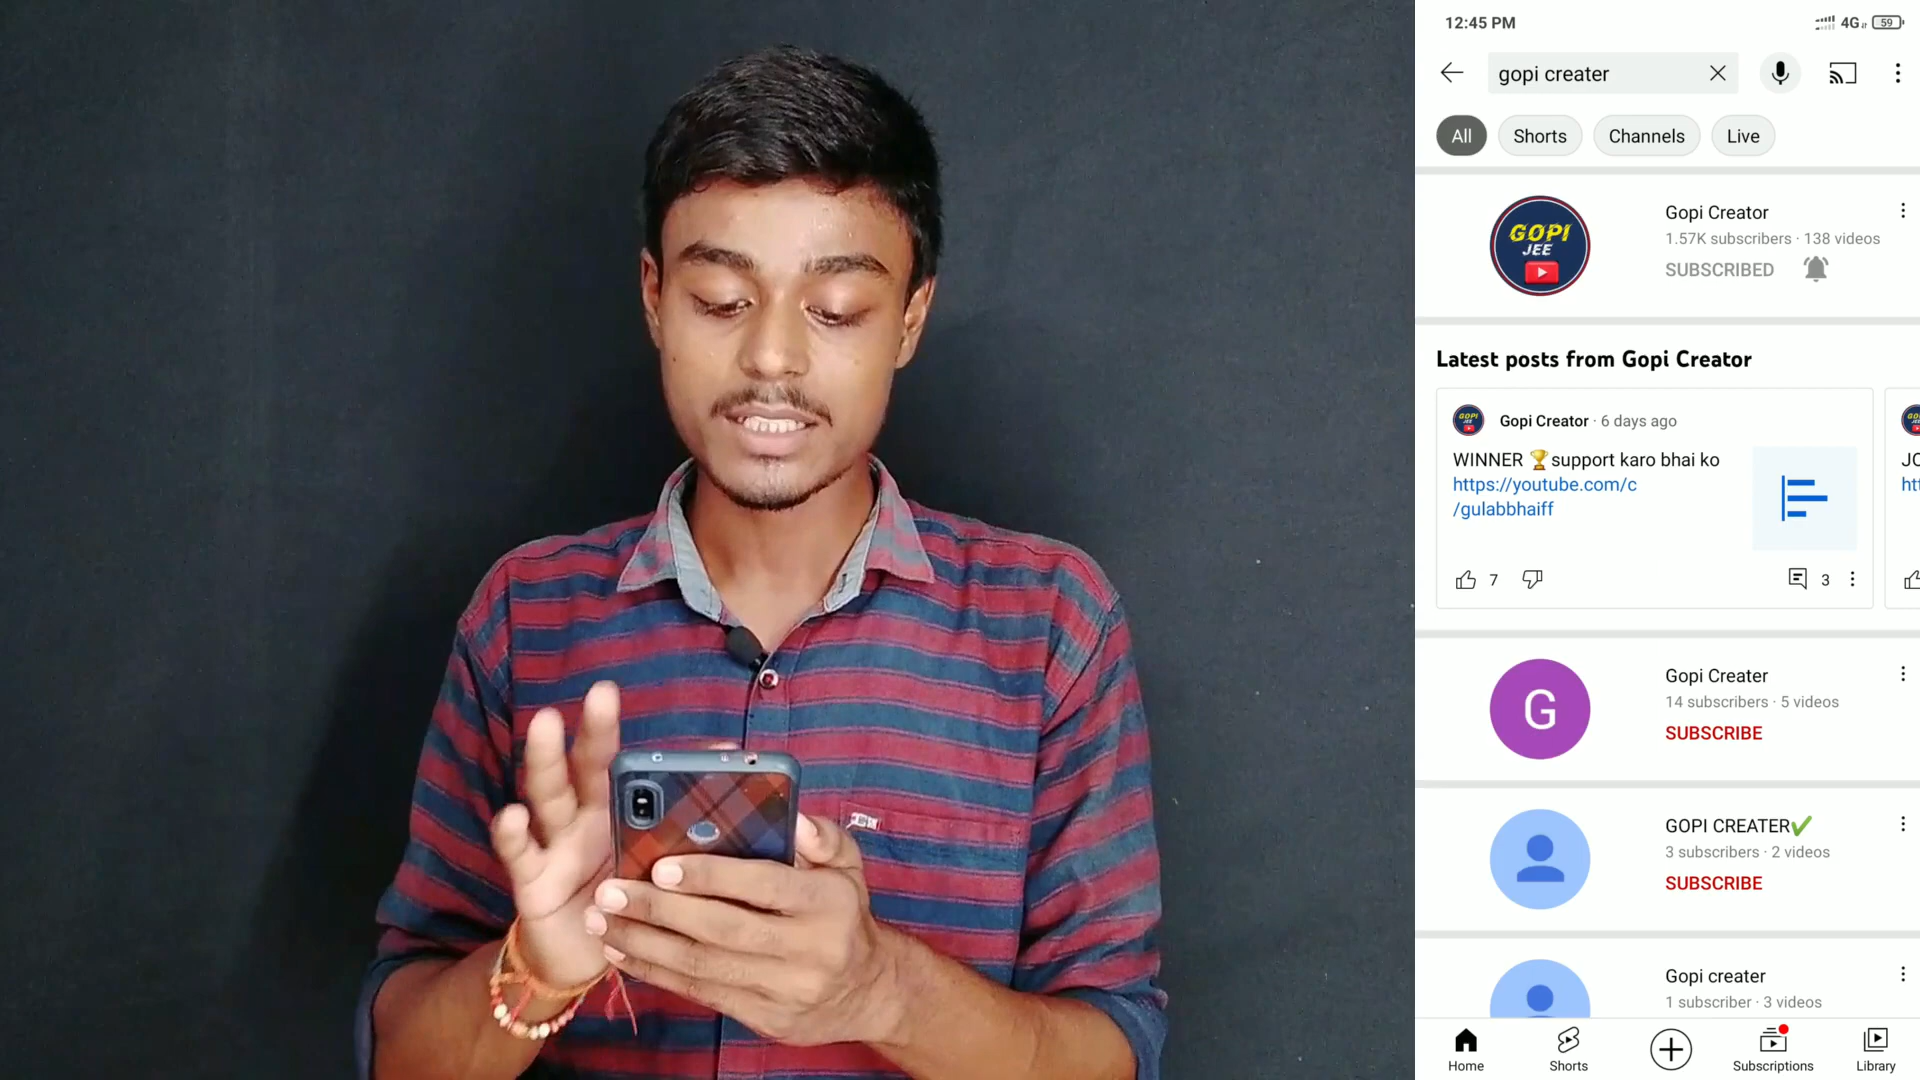 12:45 PM
4G
59
gopi creater
All
Shorts
Channels
Live
GOPI
JEE
Gopi Creator
1.57K subscribers · 138 videos
SUBSCRIBED
Latest posts from Gopi Creator
Gopi Creator · 6 days ago
WINNER 🏆support karo bhai ko
https://youtube.com/c
/gulabbhaiff
7
3
JO
htt
G
Gopi Creater
14 subscribers · 5 videos
SUBSCRIBE
GOPI CREATER✅
3 subscribers · 2 videos
SUBSCRIBE
Gopi creater
1 subscriber · 3 videos
Home
Shorts
Subscriptions
Library